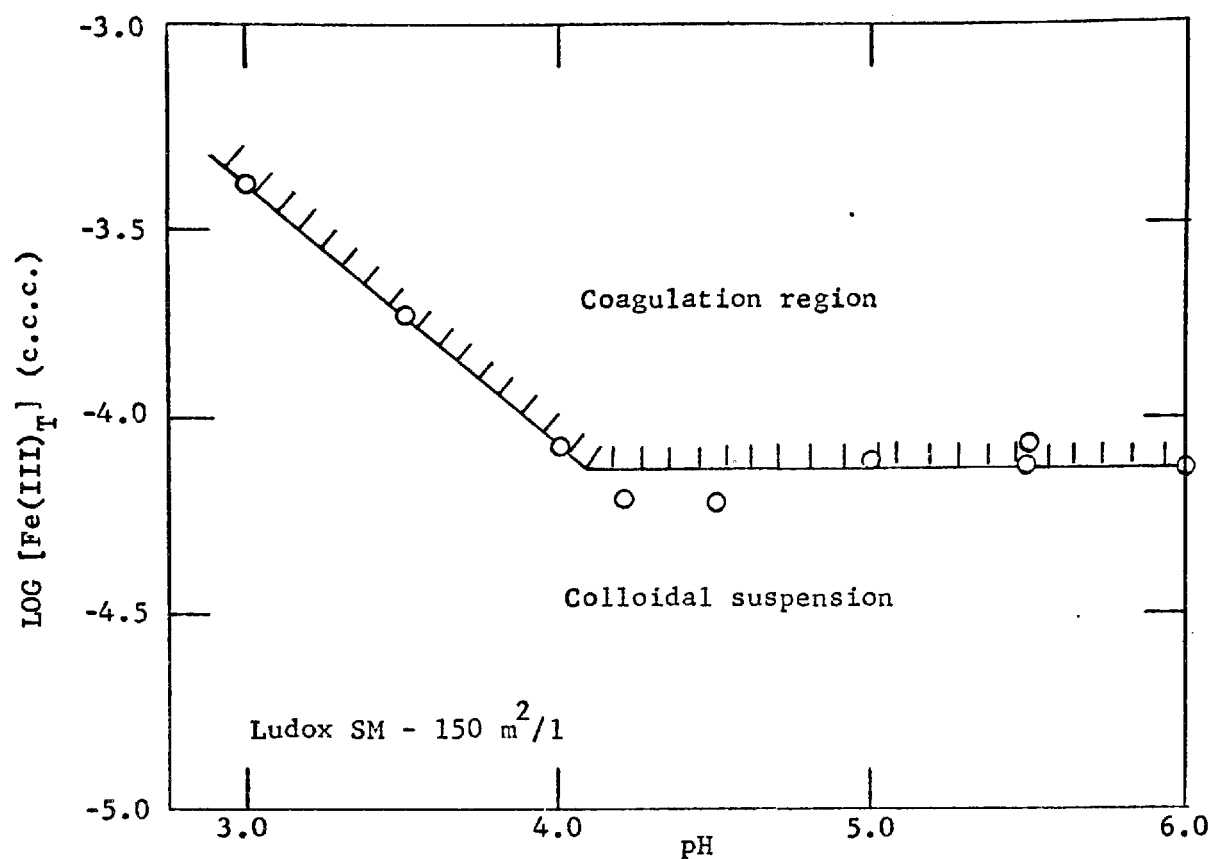 -3.0
-3.5
-4.0
-4.5
-5.0
LOG [Fe(III)T] (c.c.c.)
Coagulation region
Colloidal suspension
Ludox SM - 150 m²/1
3.0
4.0
5.0
6.0
pH